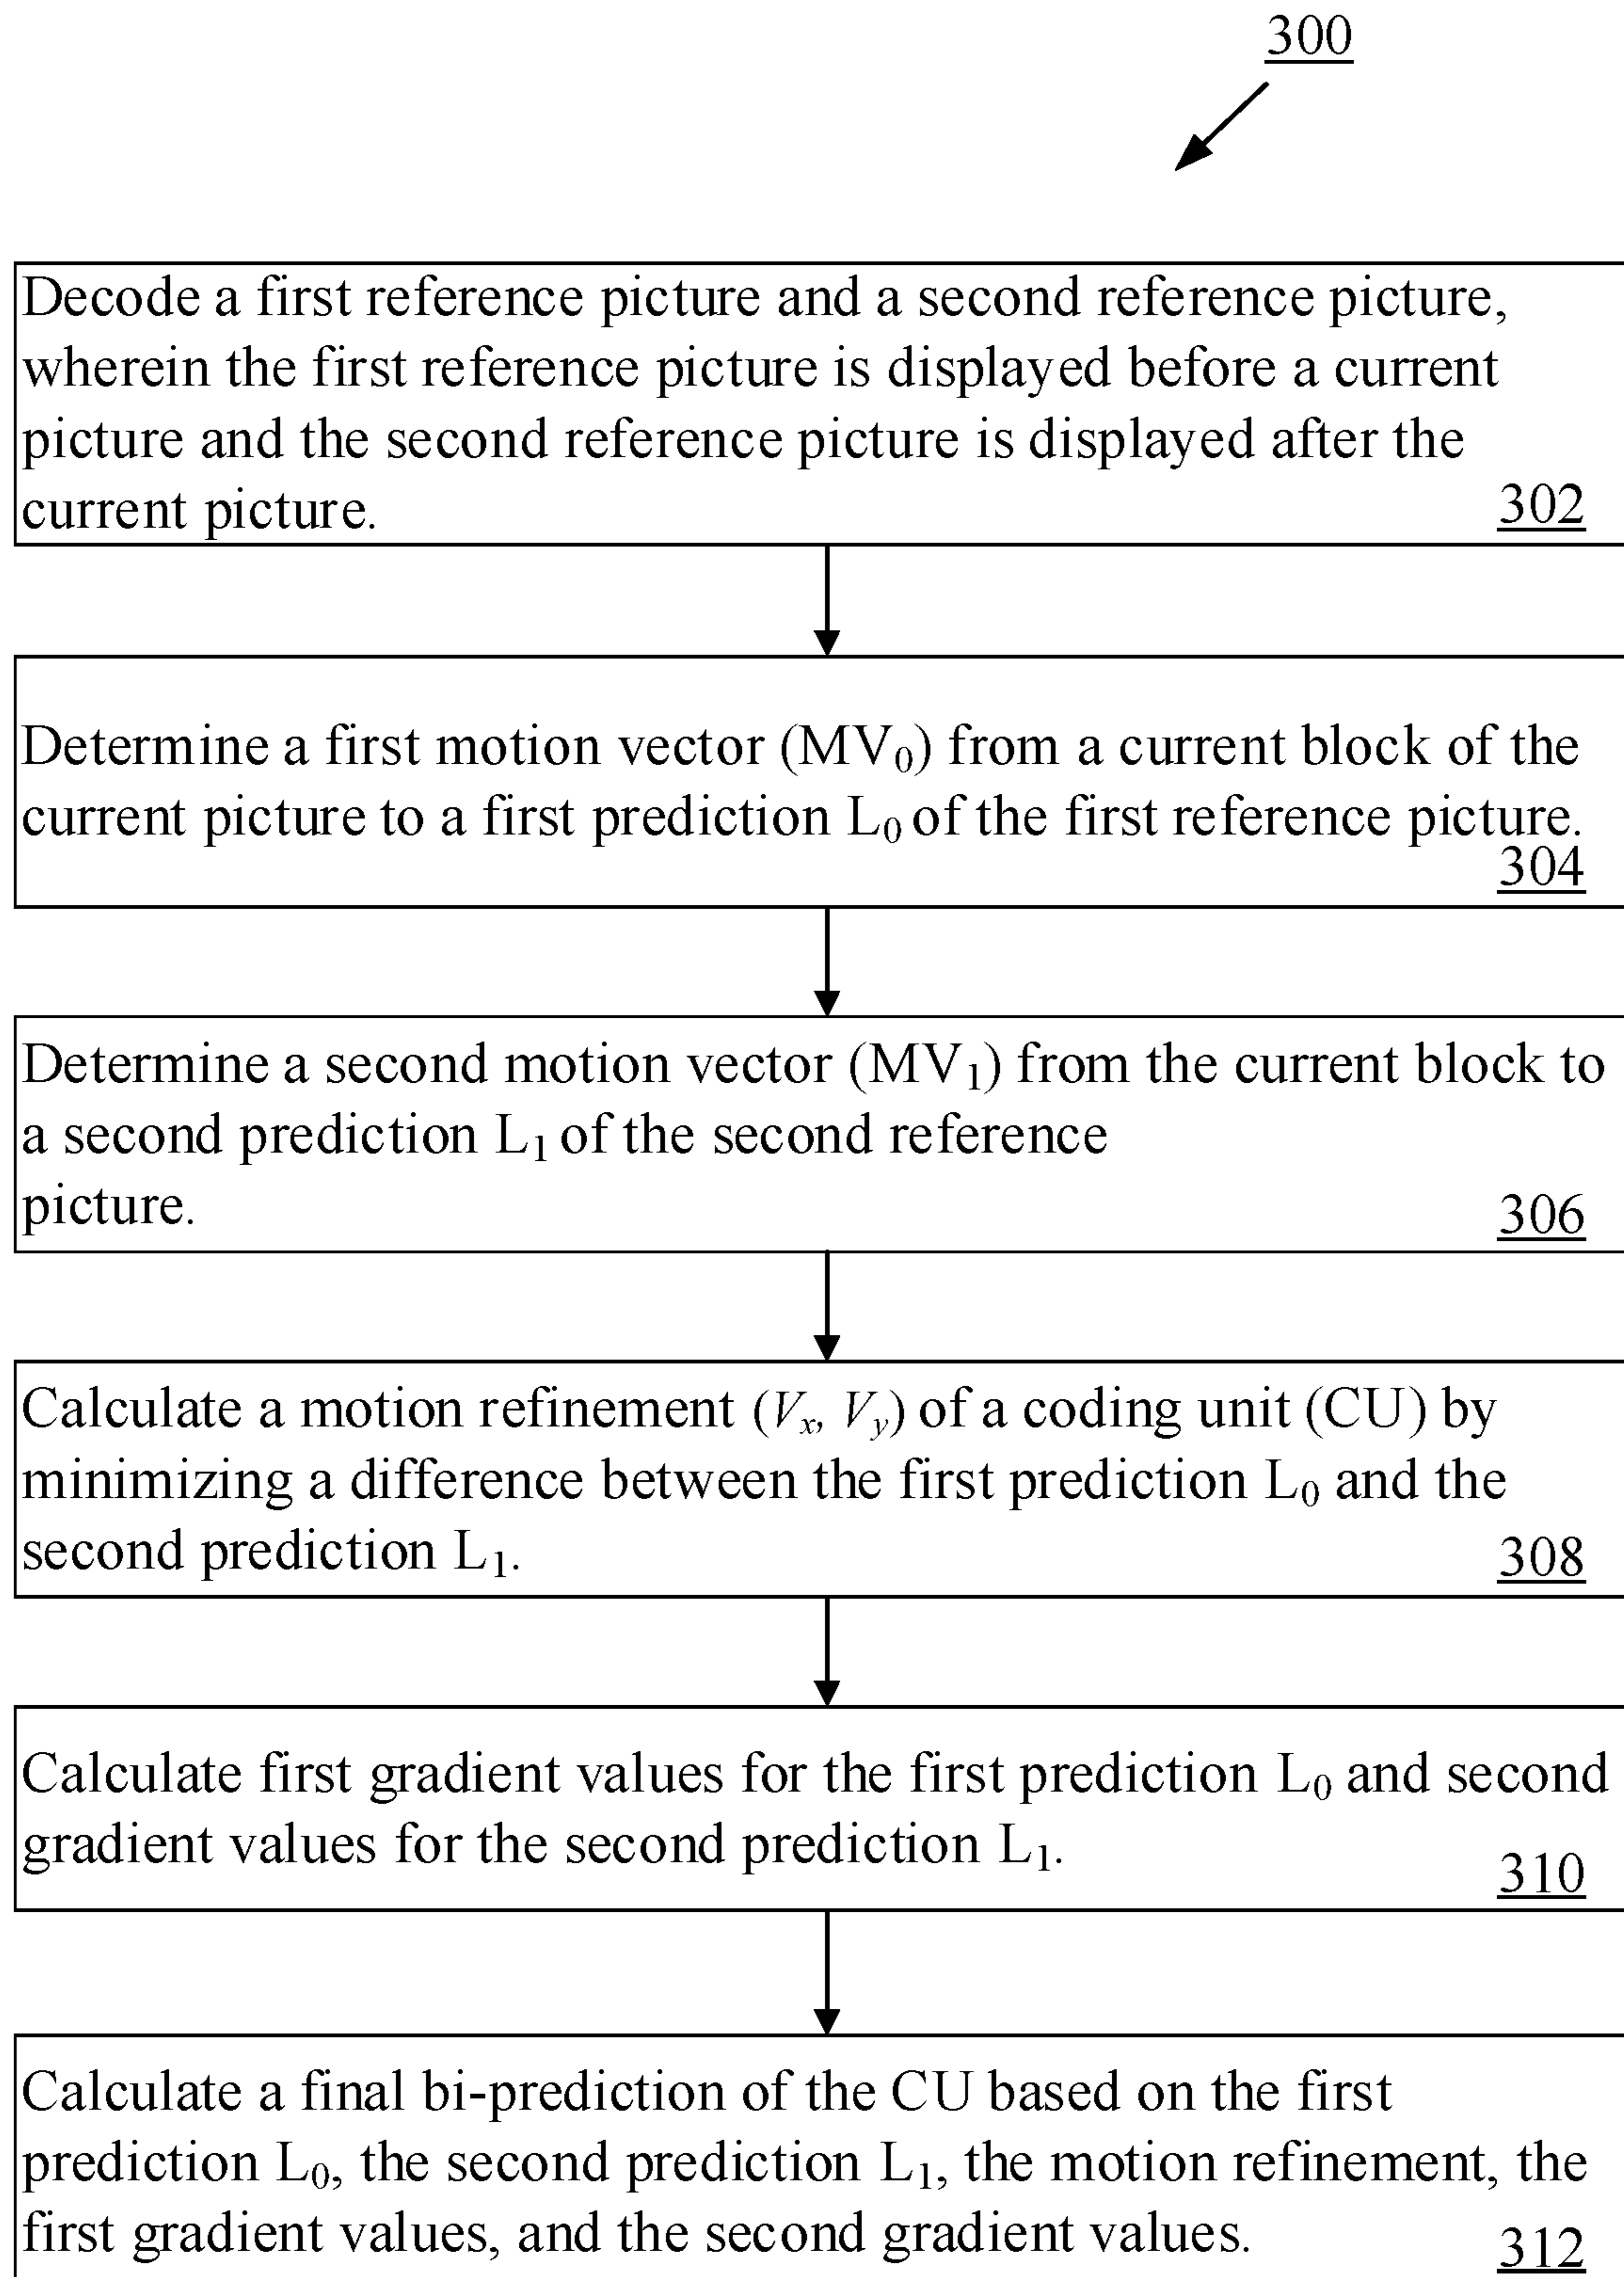 300
Decode a first reference picture and a second reference picture,
wherein the first reference picture is displayed before a current
picture and the second reference picture is displayed after the
current picture.
302
Determine a first motion vector (MV₀) from a current block of the
current picture to a first prediction L₀ of the first reference picture.
304
Determine a second motion vector (MV₁) from the current block to
a second prediction L₁ of the second reference
picture.
306
Calculate a motion refinement (Vₓ, Vᵧ) of a coding unit (CU) by
minimizing a difference between the first prediction L₀ and the
second prediction L₁.
308
Calculate first gradient values for the first prediction L₀ and second
gradient values for the second prediction L₁.
310
Calculate a final bi-prediction of the CU based on the first
prediction L₀, the second prediction L₁, the motion refinement, the
first gradient values, and the second gradient values.
312